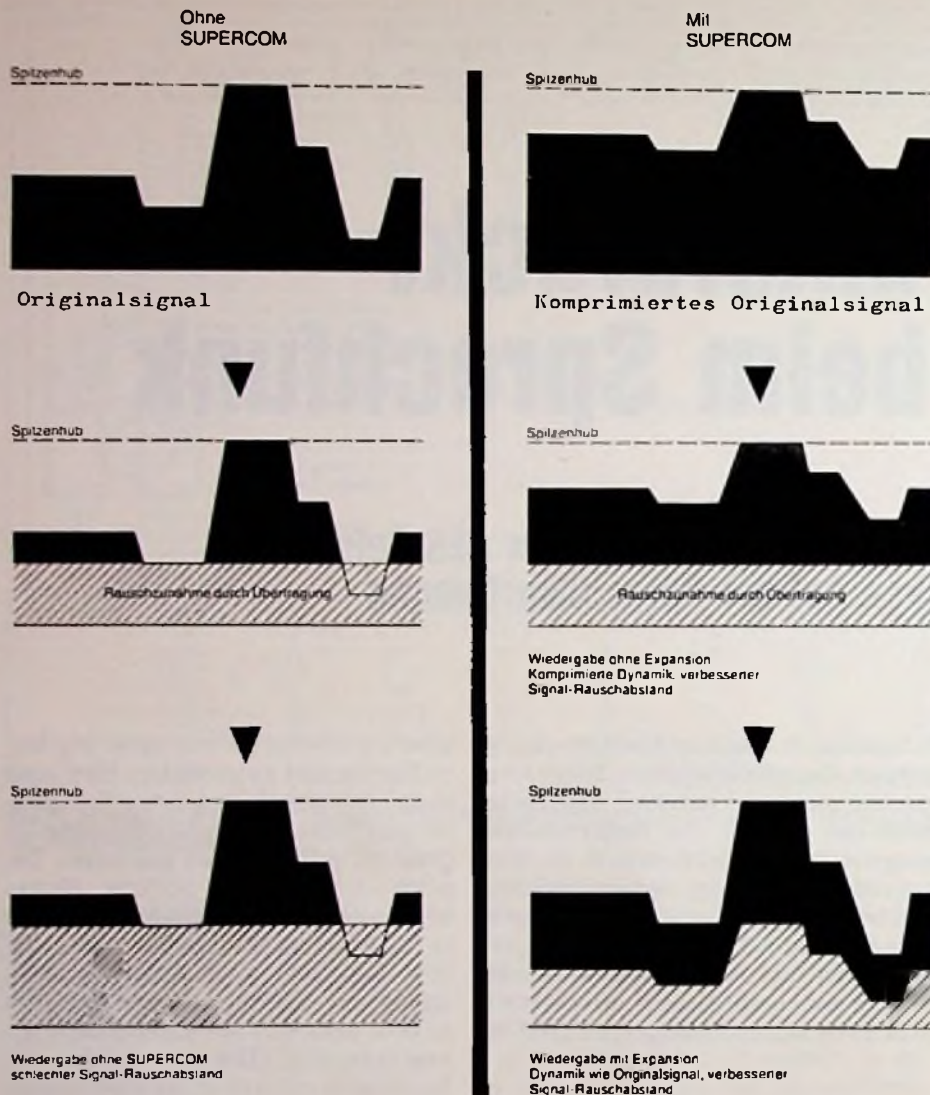 Ohne
SUPERCOM
Spitzenhub
Originalsignal
Spitzenhub
Rauschzunahme durch Übertragung
Spitzenhub
Wiedergabe ohne SUPERCOM
schlechter Signal-Rauschabstand
Mit
SUPERCOM
Spitzenhub
Komprimiertes Originalsignal
Spitzenhub
Rauschzunahme durch Übertragung
Wiedergabe ohne Expansion
Komprimierte Dynamik, verbesserter
Signal-Rauschabstand
Spitzenhub
Wiedergabe mit Expansion
Dynamik wie Originalsignal, verbesserter
Signal-Rauschabstand